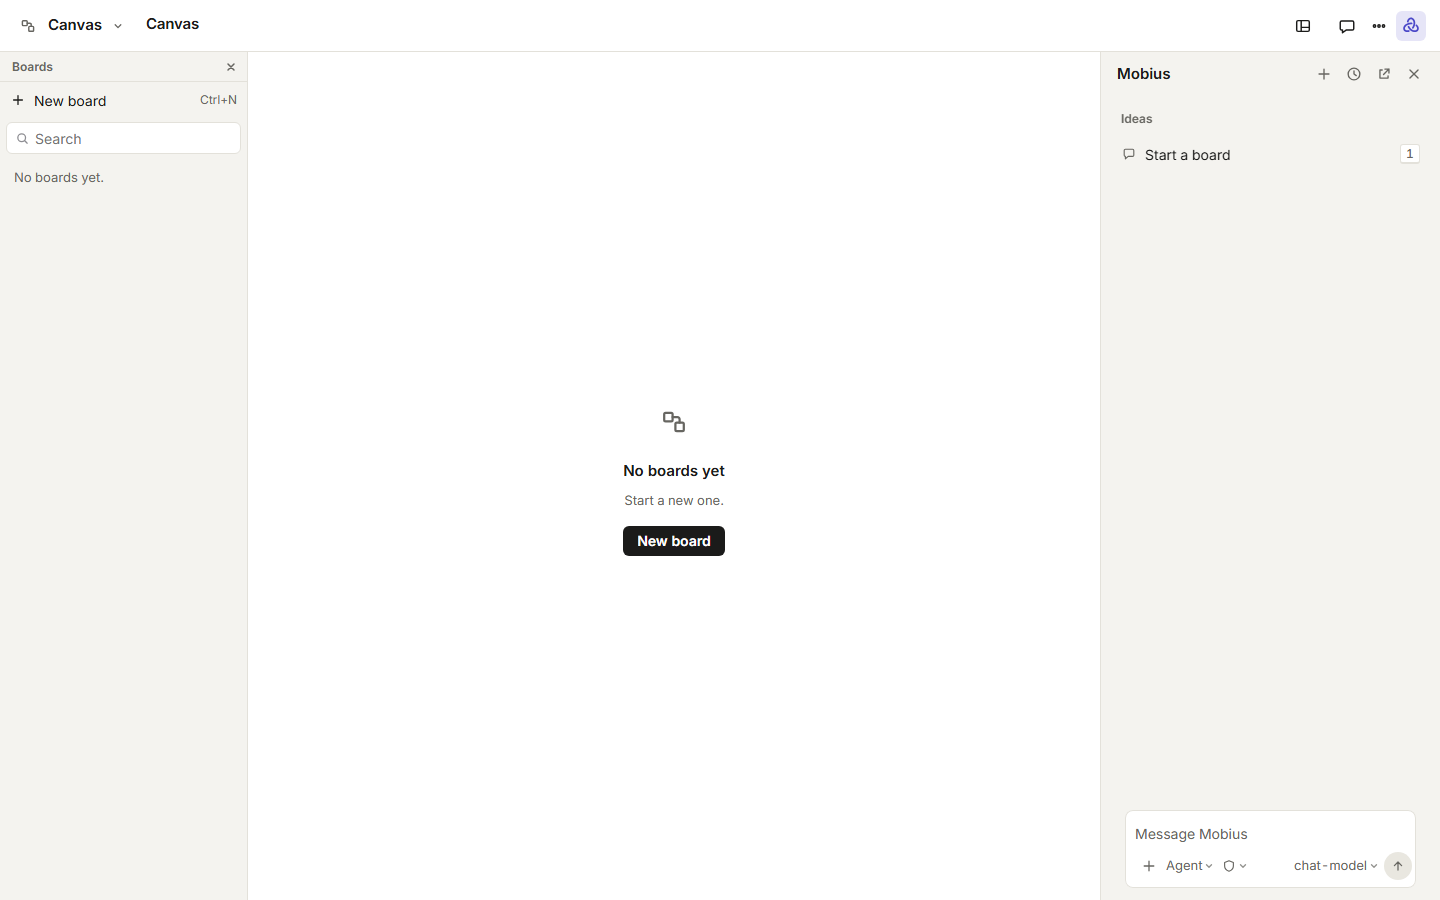 Canvas
Canvas
Boards
New board
Ctrl+N
Search
No boards yet.
No boards yet
Start a new one.
New board
Mobius
Ideas
Start a board
1
Message Mobius
Agent
chat-model